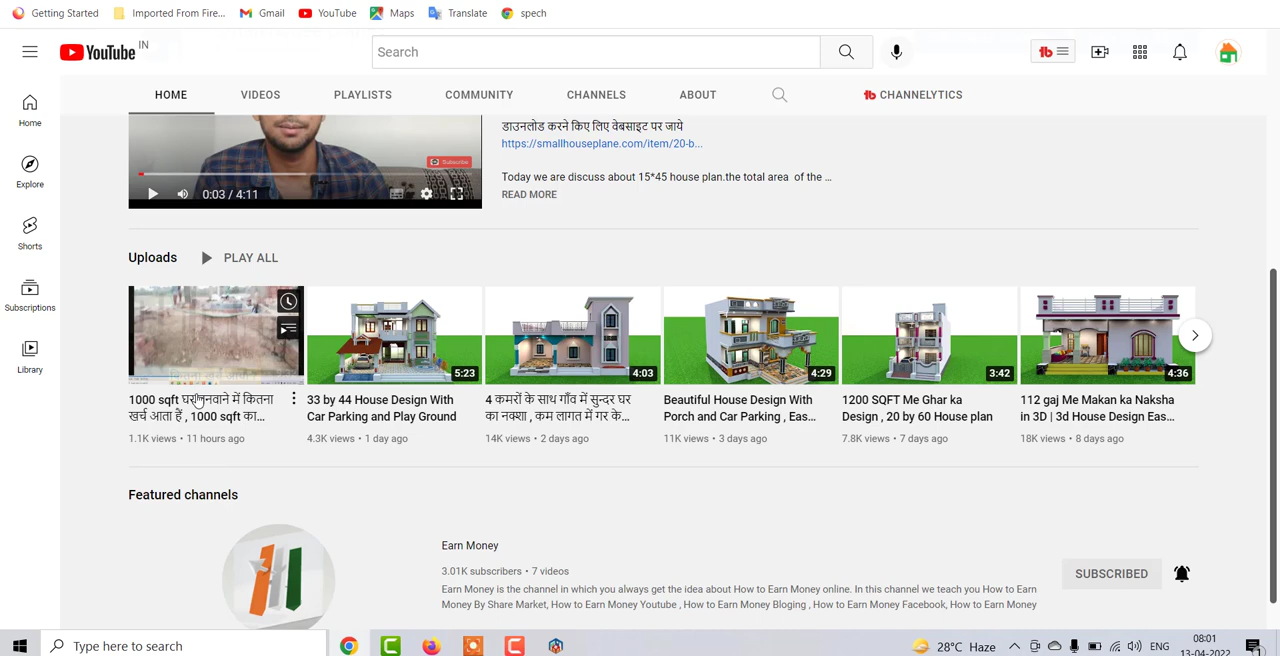 Getting Started Imported From Fire... Gmail YouTube Maps Translate spech
YouTube IN Search
HOME VIDEOS PLAYLISTS COMMUNITY CHANNELS ABOUT CHANNELYTICS
Home
Explore
Shorts
Subscriptions
Library
डाउनलोड करने किए लिए वेबसाइट पर जाये
https://smallhouseplane.com/item/20-b...
Today we are discuss about 15*45 house plan.the total area of the ...
READ MORE
Subscribe
0:03 / 4:11
Uploads PLAY ALL
5:23 4:03 4:29 3:42 4:36
1000 sqft घर बनवाने में कितना
खर्च आता हें , 1000 sqft का...
1.1K views • 11 hours ago
33 by 44 House Design With
Car Parking and Play Ground
4.3K views • 1 day ago
4 कमरों के साथ गाँव में सुन्दर घर
का नक्शा , कम लागत में गर के...
14K views • 2 days ago
Beautiful House Design With
Porch and Car Parking , Eas...
11K views • 3 days ago
1200 SQFT Me Ghar ka
Design , 20 by 60 House plan
7.8K views • 7 days ago
112 gaj Me Makan ka Naksha
in 3D | 3d House Design Eas...
18K views • 8 days ago
Featured channels
Earn Money
3.01K subscribers • 7 videos
Earn Money is the channel in which you always get the idea about How to Earn Money online. In this channel we teach you How to Earn
Money By Share Market, How to Earn Money Youtube , How to Earn Money Bloging , How to Earn Money Facebook, How to Earn Money
SUBSCRIBED
Type here to search
28°C Haze ENG
08:01
13-04-2022
1